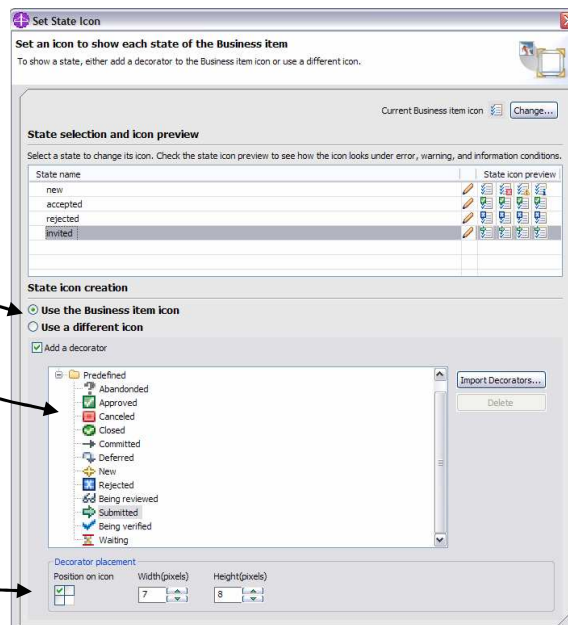 Set State Icon
Set an icon to show each state of the Business item
To show a state, either add a decorator to the Business item icon or use a different icon.
Current Business item icon Change...
State selection and icon preview
Select a state to change its icon. Check the state icon preview to see how the icon looks under error, warning, and information conditions.
State name State icon preview
new
accepted
rejected
invited
State icon creation
Use the Business item icon
Use a different icon
Add a decorator
Predefined
Import Decorators...
Abandonded
Approved
Delete
Canceled
Closed
Committed
Deferred
New
Rejected
Being reviewed
Submitted
Being verified
Waiting
Decorator placement
Position on icon Width(pixels) Height(pixels)
7 8